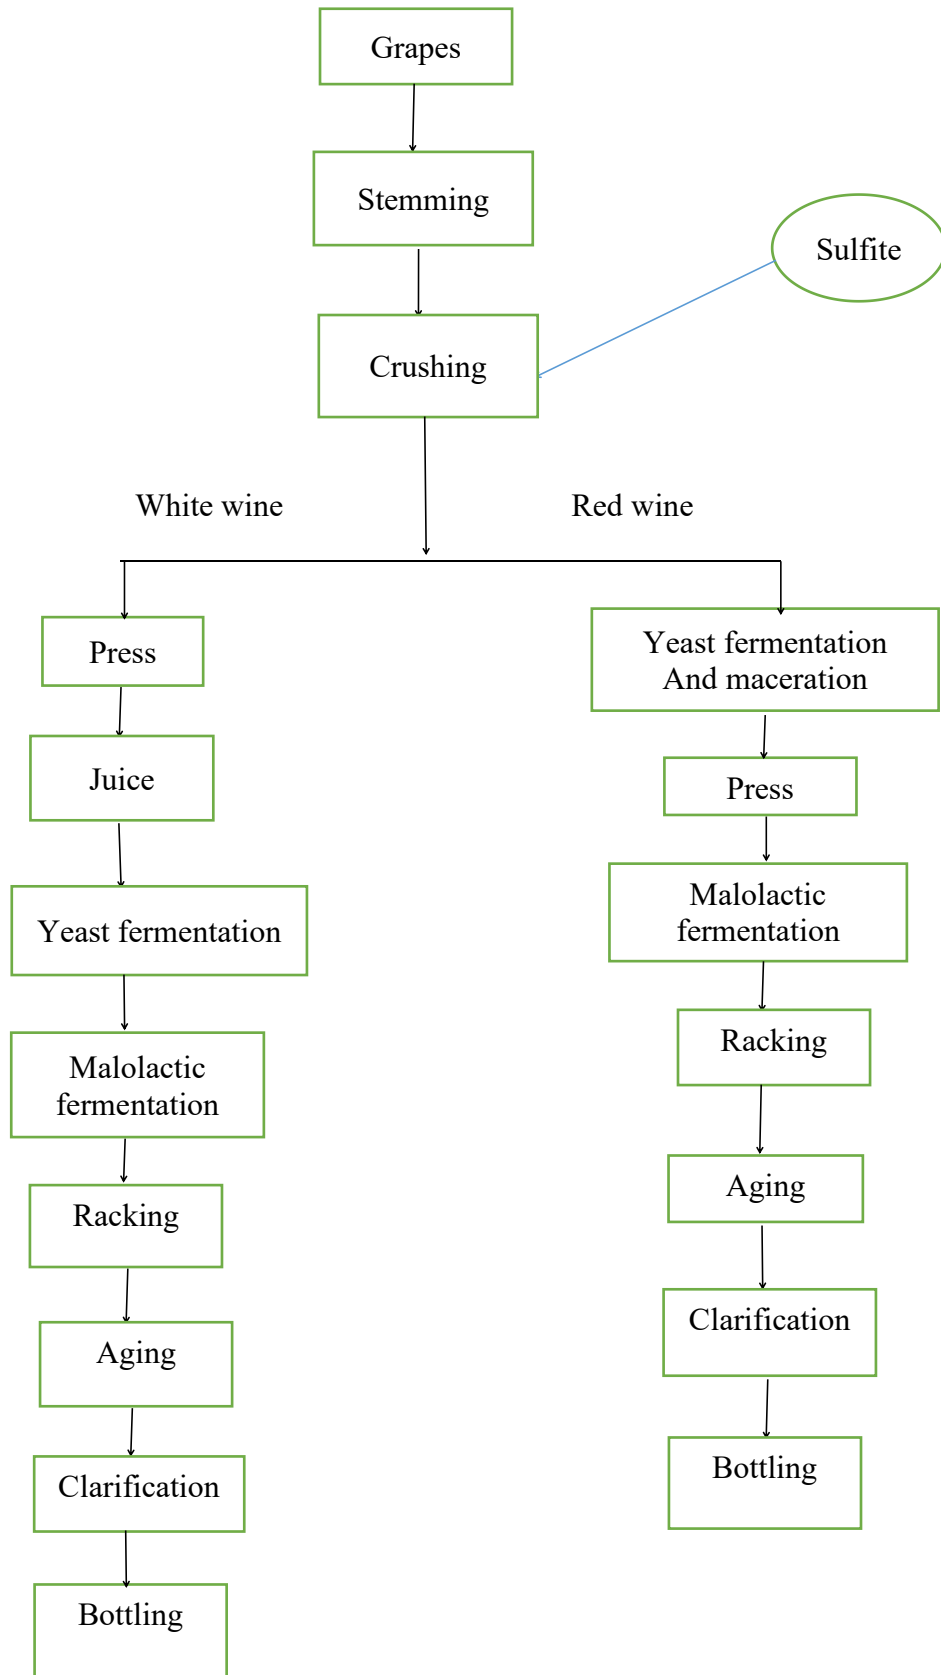 Grapes
Stemming
Sulfite
Crushing
White wine
Red wine
Press
Juice
Yeast fermentation
Malolactic
fermentation
Racking
Aging
Clarification
Bottling
Yeast fermentation
And maceration
Press
Malolactic
fermentation
Racking
Aging
Clarification
Bottling